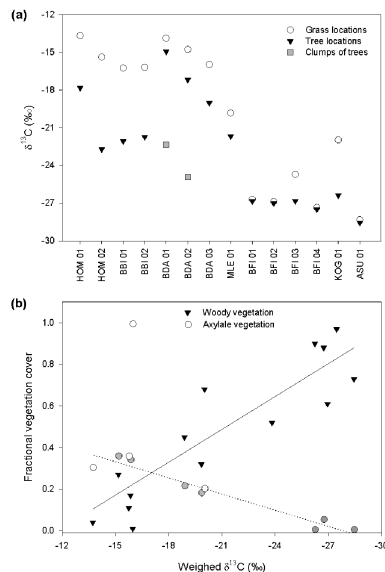 (a)
-12
-15
-18
-21
-24
-27
-30
δ¹³C (‰)
Grass locations
Tree locations
Clumps of trees
HOM 01
HOM 02
BBI 01
BBI 02
BDA 01
BDA 02
BDA 03
MLE 01
BFI 01
BFI 02
BFI 03
BFI 04
KOG 01
ASU 01
(b)
Woody vegetation
Axylale vegetation
1.0
0.8
0.6
0.4
0.2
0.0
Fractional vegetation cover
-12
-15
-18
-21
-24
-27
-30
Weighed δ¹³C (‰)